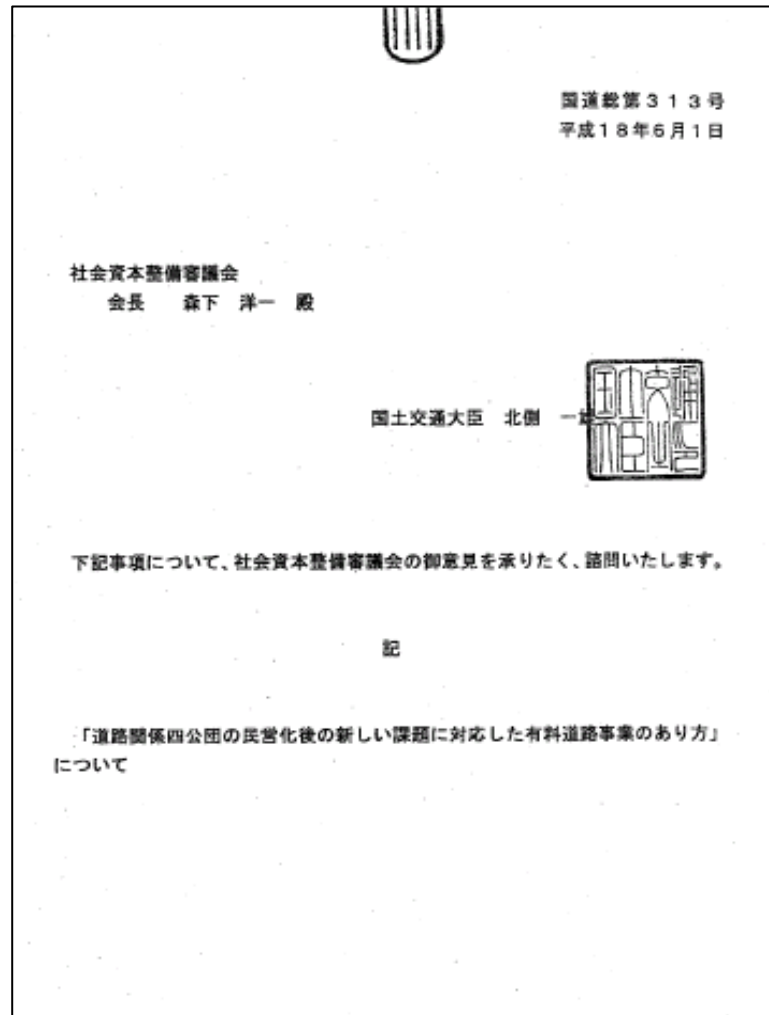 国道総第313号
平成18年6月1日
社会資本整備審議会
会長　森下　洋一　殿
国土交通大臣　北側　一雄
下記事項について、社会資本整備審議会の御意見を承りたく、諮問いたします。
記
「道路関係四公団の民営化後の新しい課題に対応した有料道路事業のあり方」
について